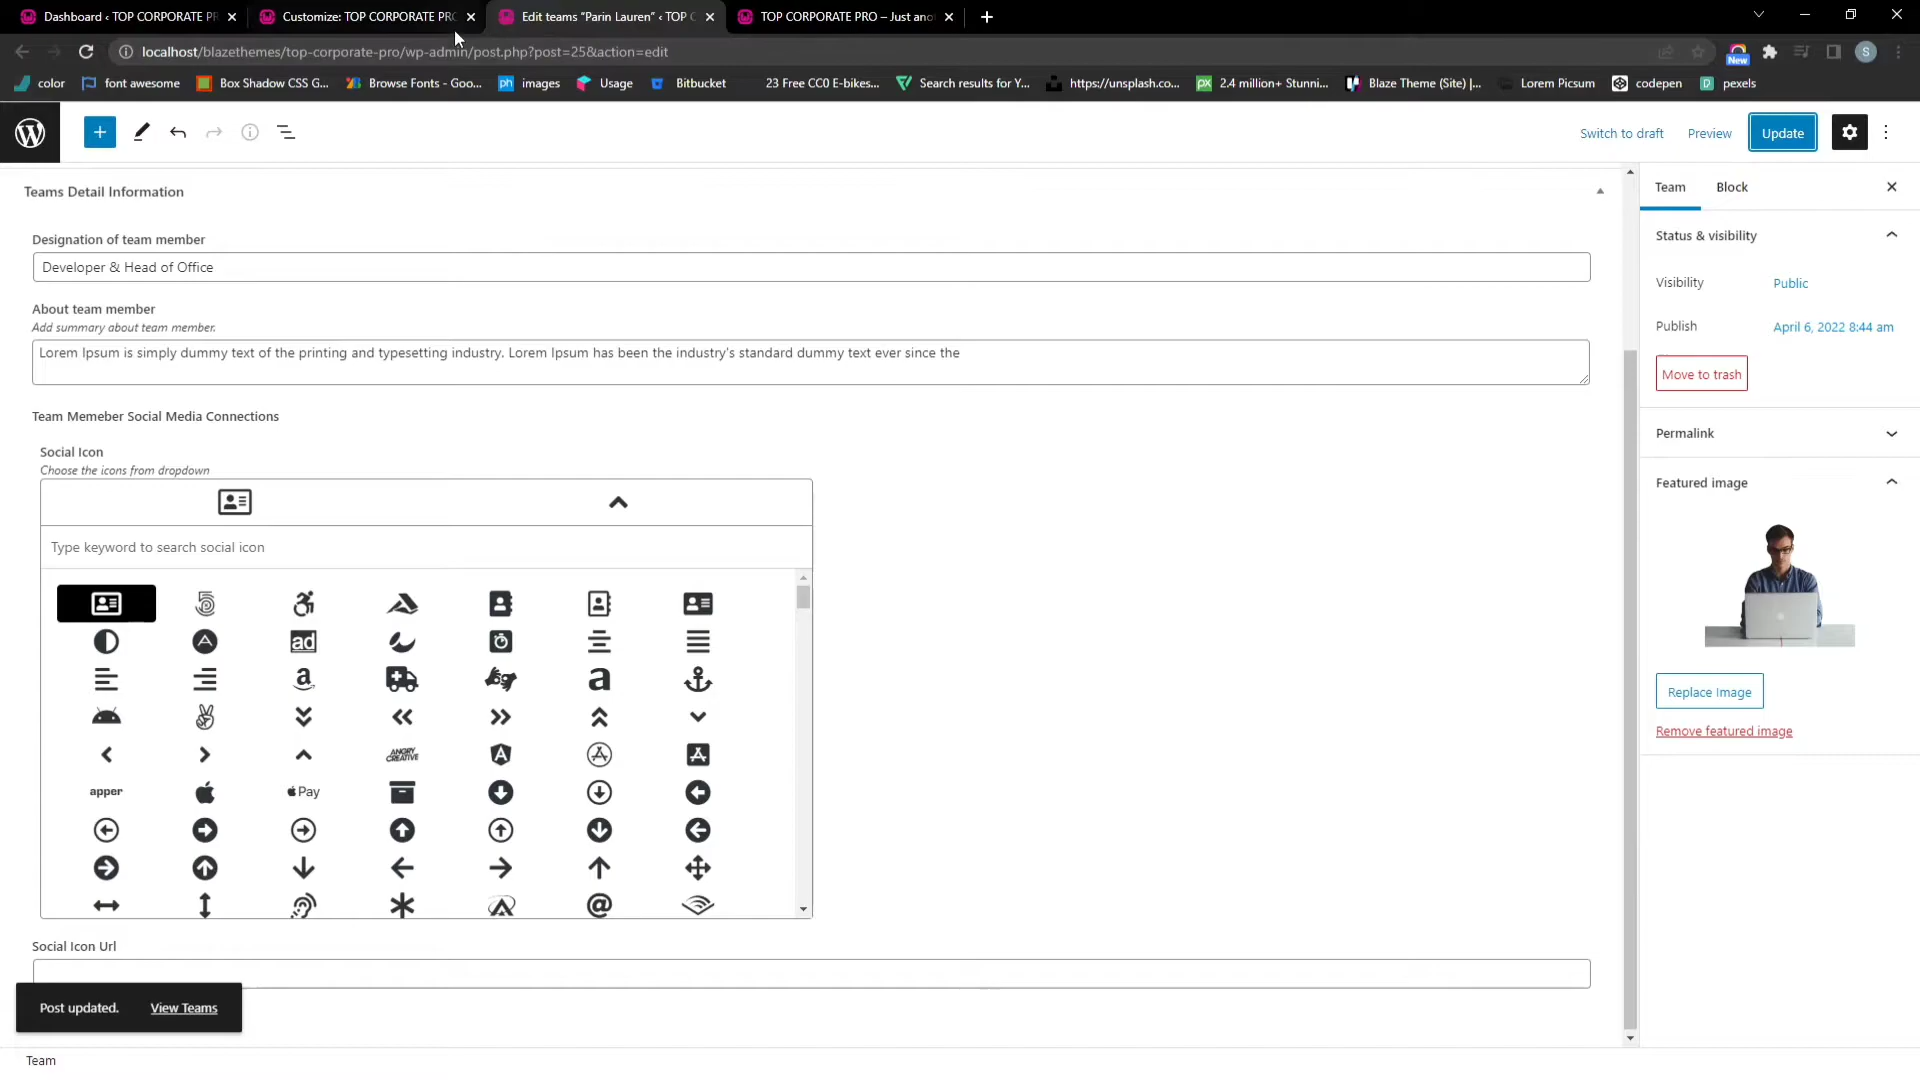 Dashboard ‹ TOP CORPORATE PR
Customize: TOP CORPORATE PRO
Edit teams “Parin Lauren” ‹ TOP C
TOP CORPORATE PRO – Just ano
localhost/blazethemes/top-corporate-pro/wp-admin/post.php?post=25&action=edit
New
S
color
font awesome
Box Shadow CSS G...
Browse Fonts - Goo...
ph images
Usage
Bitbucket
23 Free CC0 E-bikes...
Search results for Y...
https://unsplash.co...
px 2.4 million+ Stunni...
Blaze Theme (Site) |...
Lorem Picsum
codepen
pexels
Switch to draft
Preview
Update
Teams Detail Information
Team
Block
Designation of team member
Developer & Head of Office
Status & visibility
Visibility
Public
Publish
April 6, 2022 8:44 am
Move to trash
About team member
Add summary about team member.
Lorem Ipsum is simply dummy text of the printing and typesetting industry. Lorem Ipsum has been the industry's standard dummy text ever since the
Team Memeber Social Media Connections
Permalink
Social Icon
Choose the icons from dropdown
Featured image
Type keyword to search social icon
ad
ANGRY CREATIVE
apper
Pay
Replace Image
Remove featured image
Social Icon Url
Post updated.
View Teams
Team